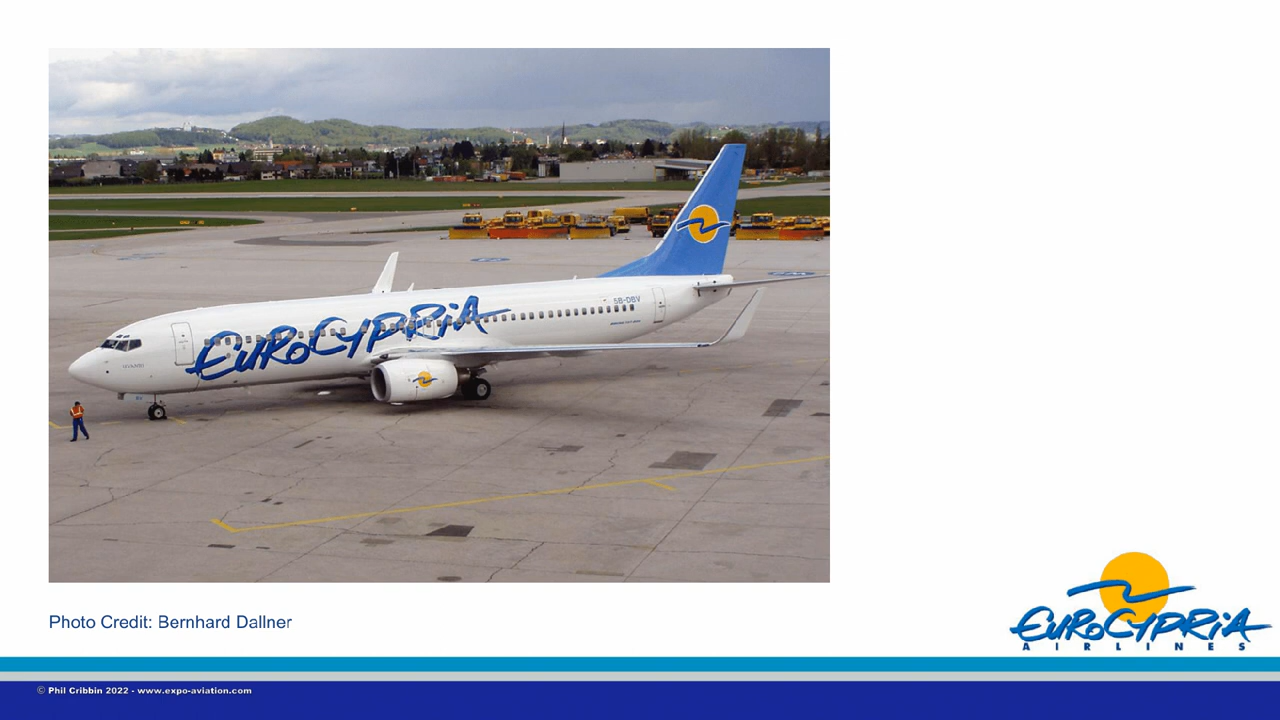 5B-DBV
EUROCYPRIA
Photo Credit: Bernhard Dallner
EUROCYPRIA
AIRLINES
© Phil Cribbin 2022 - www.expo-aviation.com